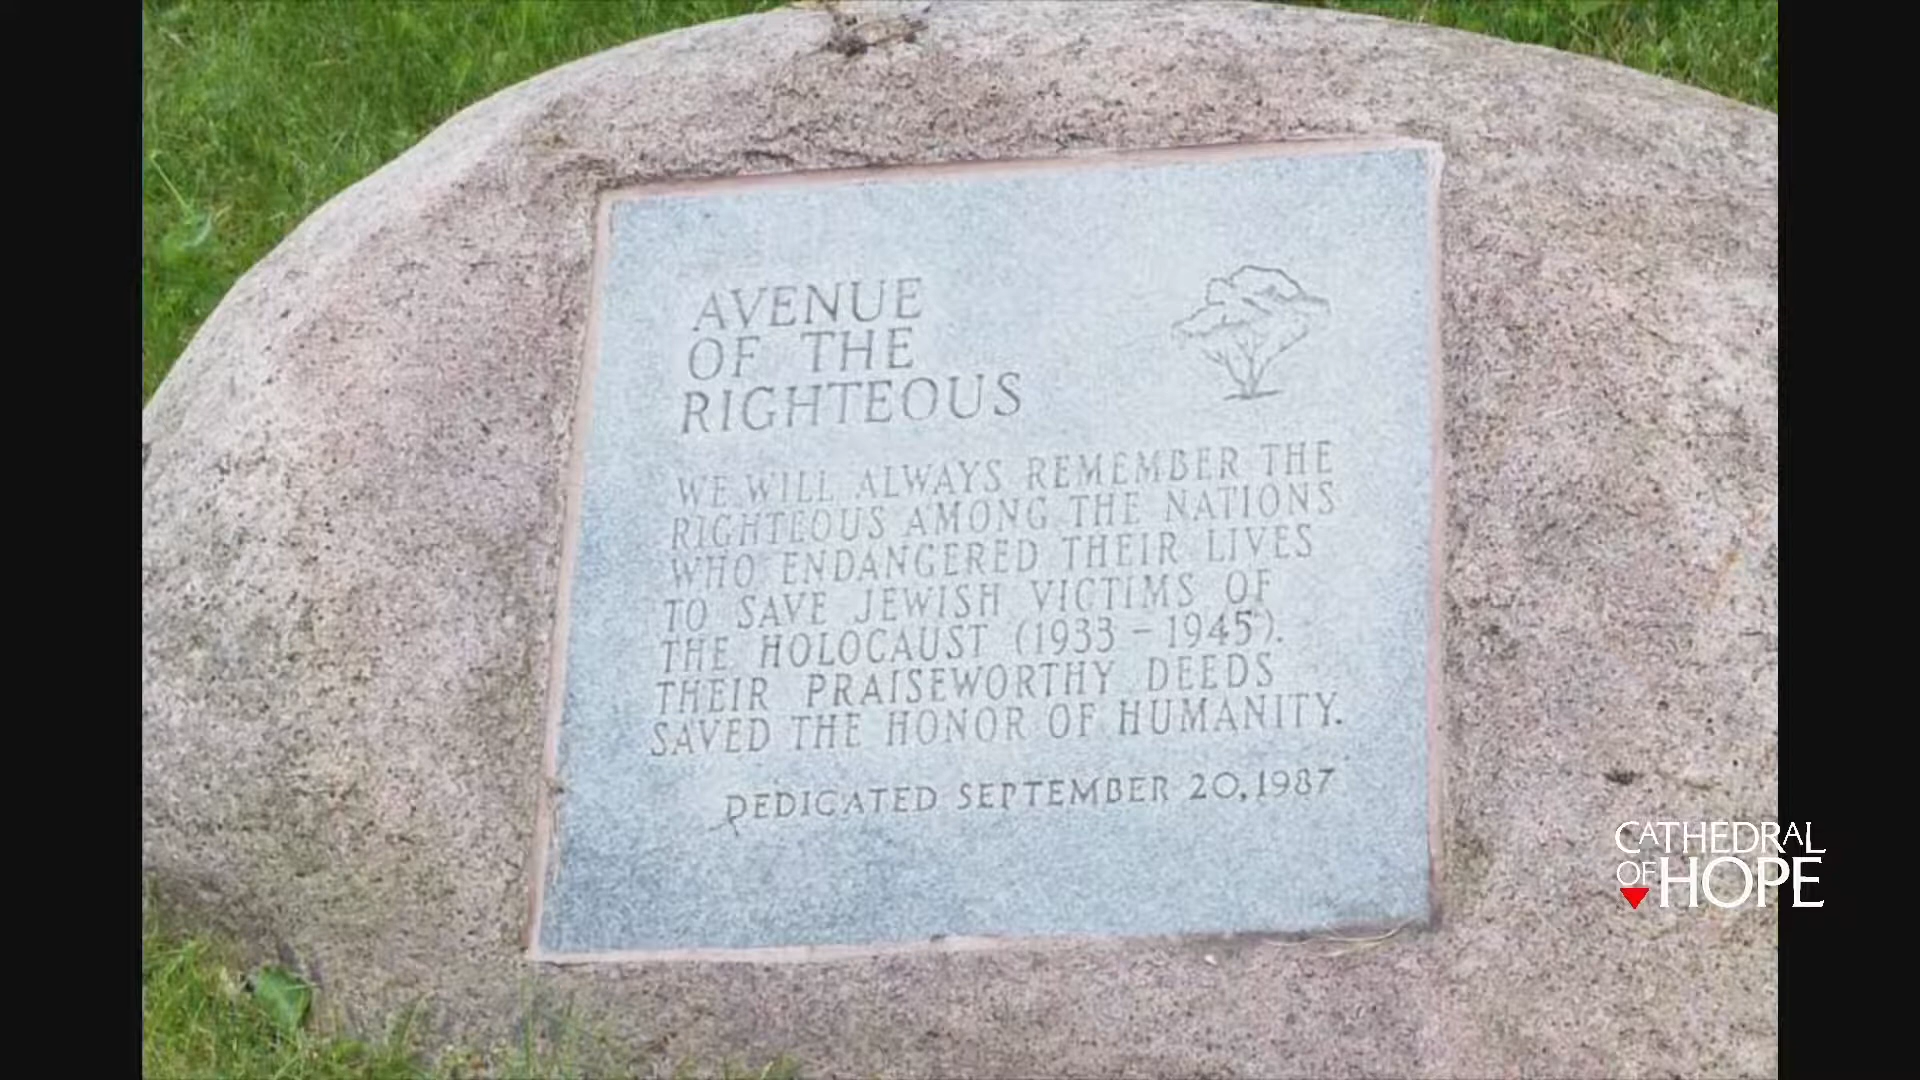 AVENUE
OF THE
RIGHTEOUS
WE WILL ALWAYS REMEMBER THE
RIGHTEOUS AMONG THE NATIONS
WHO ENDANGERED THEIR LIVES
TO SAVE JEWISH VICTIMS OF
THE HOLOCAUST (1933 - 1945).
THEIR PRAISEWORTHY DEEDS
SAVED THE HONOR OF HUMANITY.
DEDICATED SEPTEMBER 20, 1987
CATHEDRAL
OF HOPE